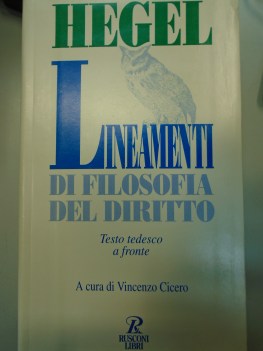 HEGEL
LINEAMENTI
DI FILOSOFIA
DEL DIRITTO
Testo tedesco
a fronte
A cura di Vincenzo Cicero
R
RUSCONI
LIBRI